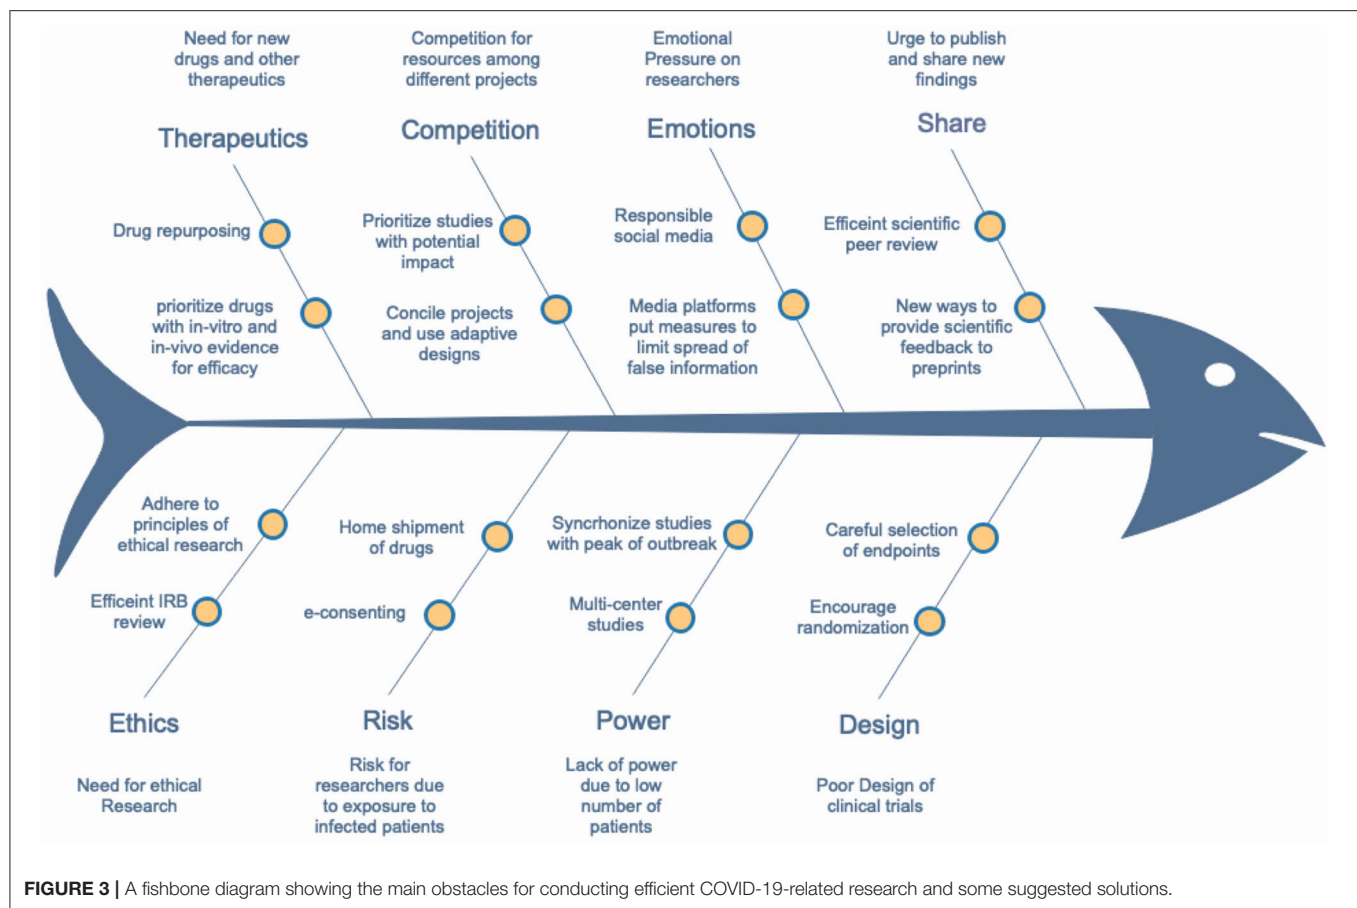 Need for new
drugs and other
therapeutics
Competition for
resources among
different projects
Emotional
Pressure on
researchers
Urge to publish
and share new
findings
Therapeutics
Competition
Emotions
Share
Drug repurposing
Prioritize studies
with potential
impact
Responsible
social media
Efficeint scientific
peer review
prioritize drugs
with in-vitro and
in-vivo evidence
for efficacy
Concile projects
and use adaptive
designs
Media platforms
put measures to
limit spread of
false information
New ways to
provide scientific
feedback to
preprints
Adhere to
principles of
ethical research
Home shipment
of drugs
Syncrhonize studies
with peak of outbreak
Careful selection
of endpoints
Efficeint IRB
review
e-consenting
Multi-center
studies
Encourage
randomization
Ethics
Risk
Power
Design
Need for ethical
Research
Risk for
researchers due
to exposure to
infected patients
Lack of power
due to low
number of
patients
Poor Design of
clinical trials
FIGURE 3 | A fishbone diagram showing the main obstacles for conducting efficient COVID-19-related research and some suggested solutions.